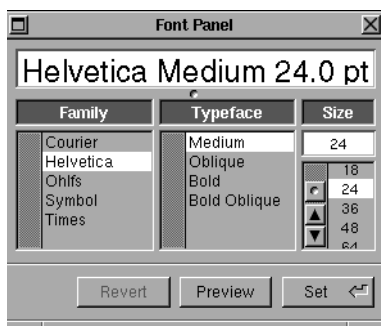 Font Panel
Helvetica Medium 24.0 pt
Family
Typeface
Size
Courier
Helvetica
Ohlfs
Symbol
Times
Medium
Oblique
Bold
Bold Oblique
24
18
24
36
48
64
Revert
Preview
Set